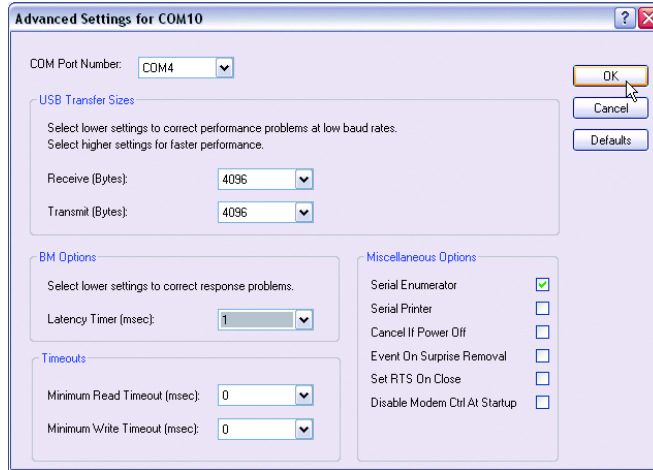 Advanced Settings for COM10
COM Port Number: COM4
OK
Cancel
Defaults
USB Transfer Sizes
Select lower settings to correct performance problems at low baud rates.
Select higher settings for faster performance.
Receive (Bytes): 4096
Transmit (Bytes): 4096
BM Options
Select lower settings to correct response problems.
Latency Timer (msec): 1
Timeouts
Minimum Read Timeout (msec): 0
Minimum Write Timeout (msec): 0
Miscellaneous Options
Serial Enumerator
Serial Printer
Cancel If Power Off
Event On Surprise Removal
Set RTS On Close
Disable Modem Ctrl At Startup